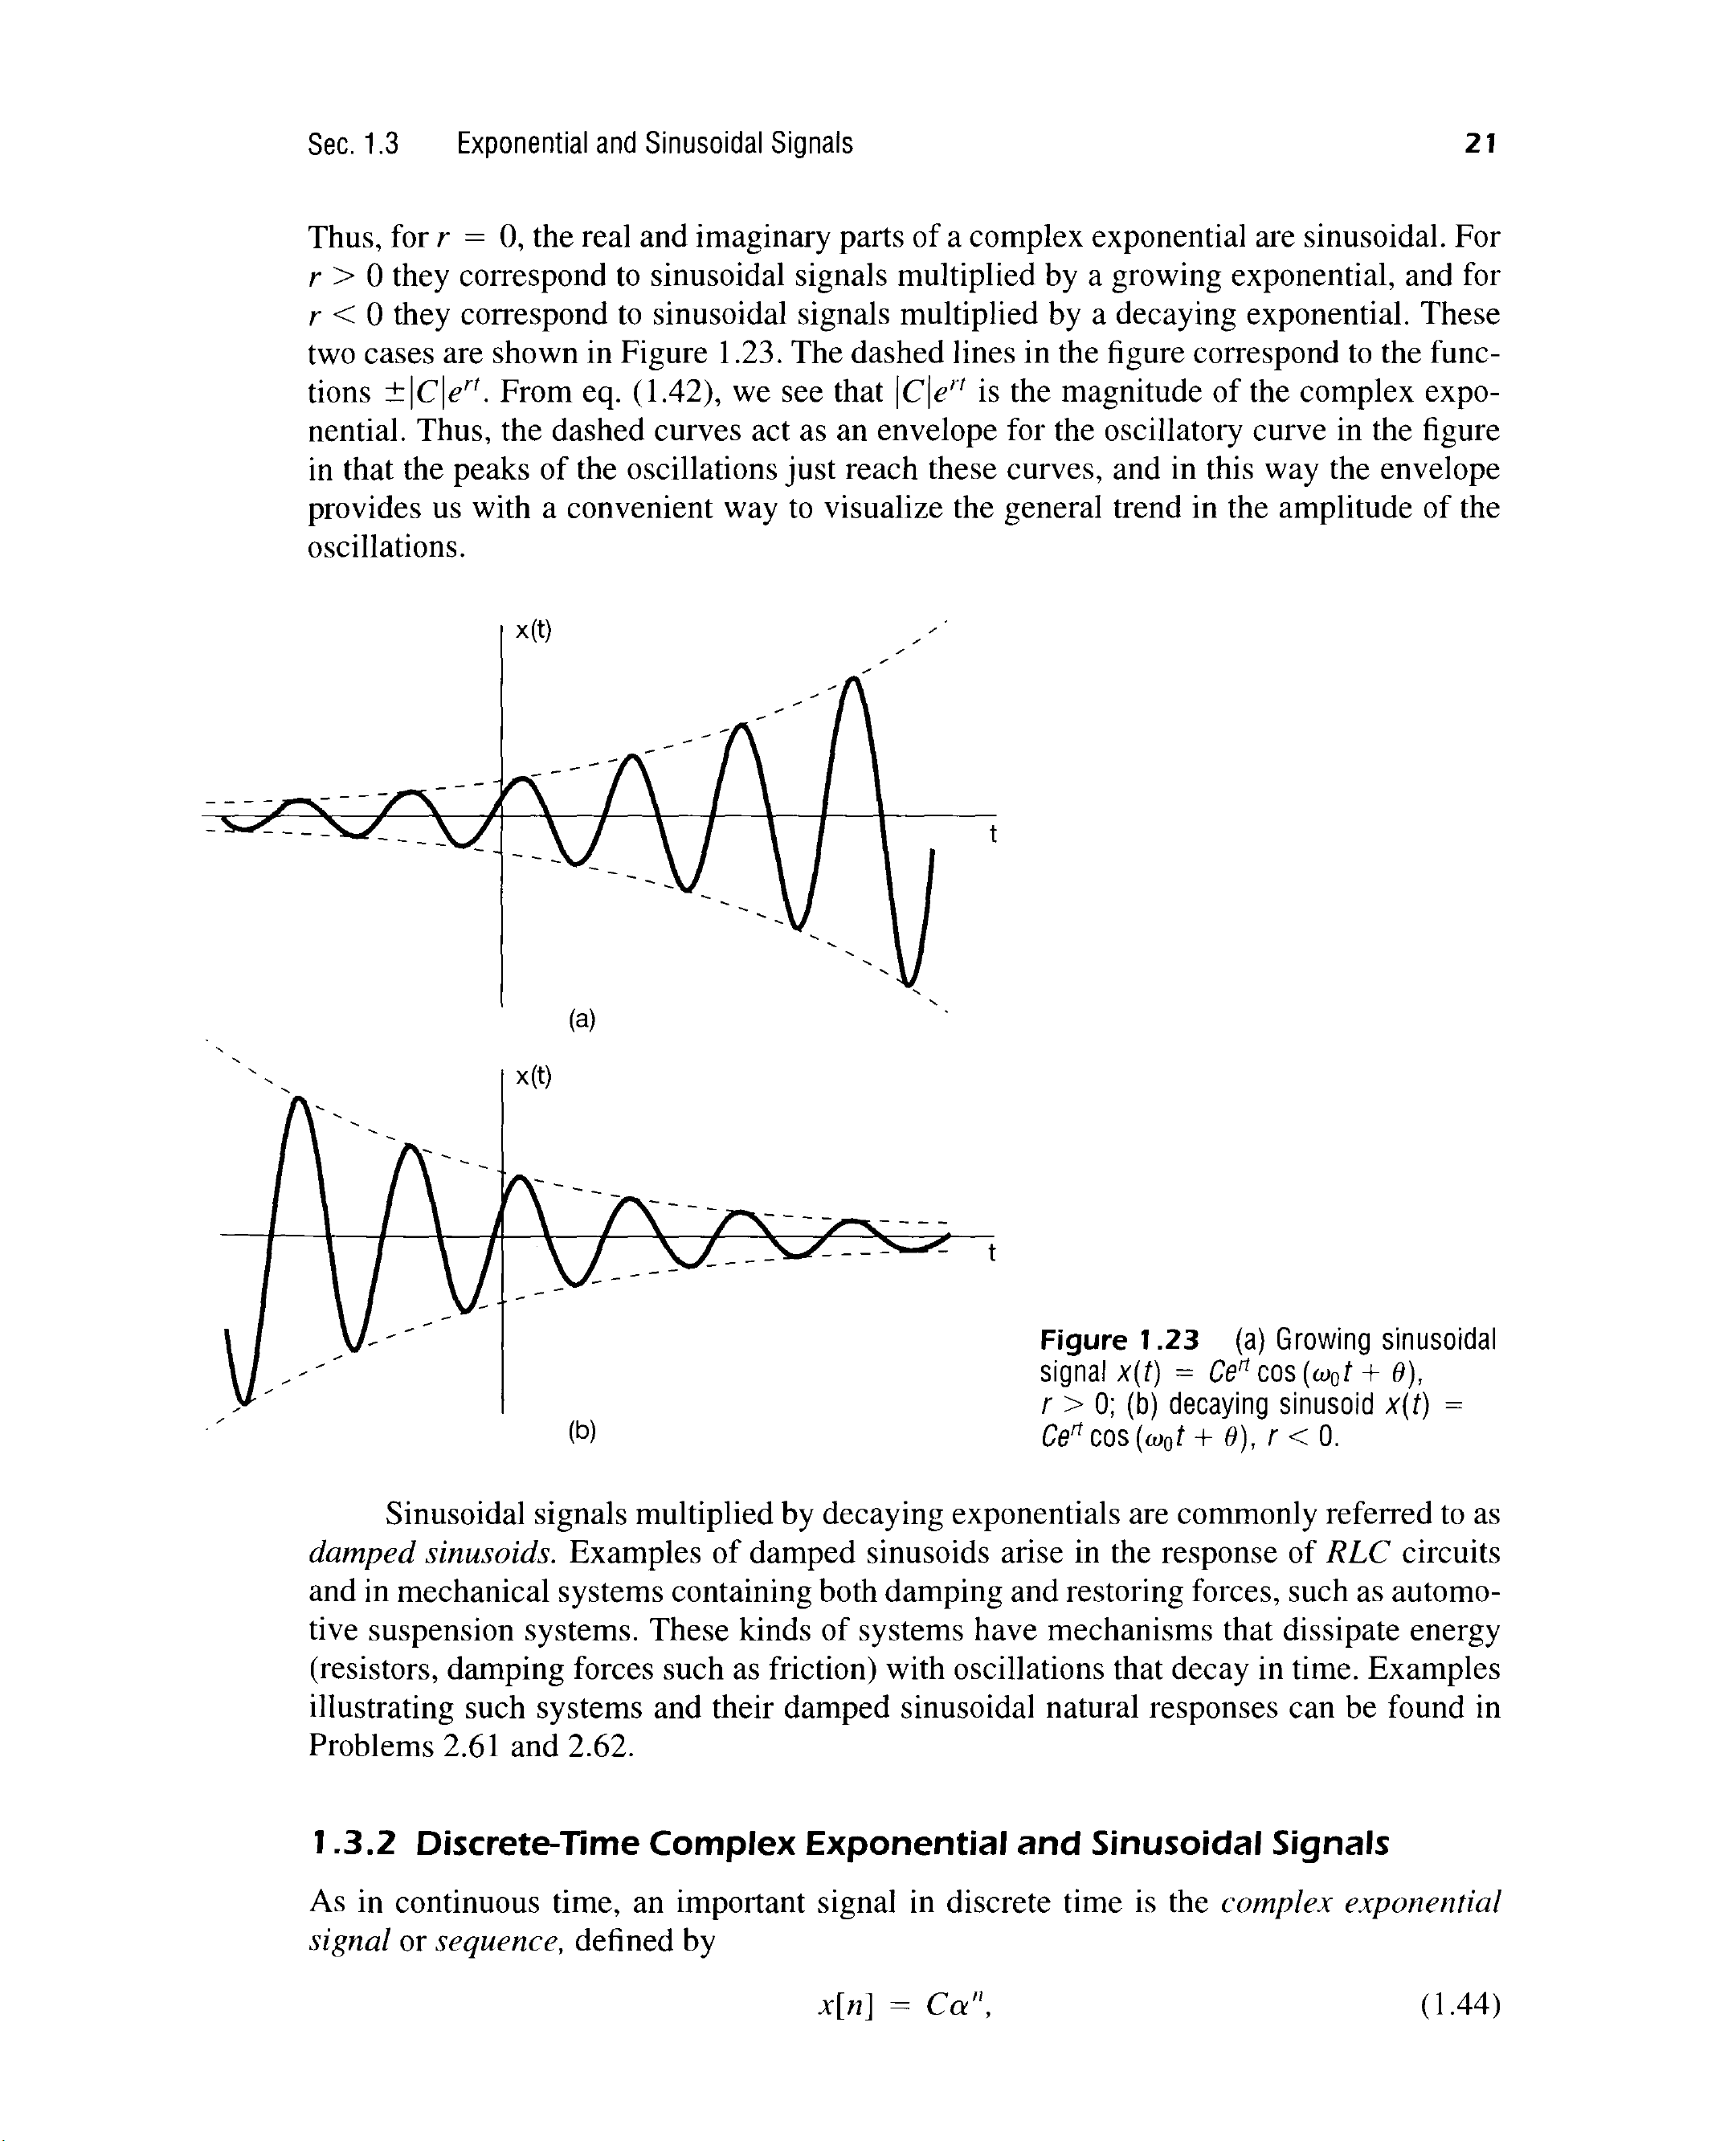 Sec. 1.3 Exponential and Sinusoidal Signals 21
Thus, for r = 0, the real and imaginary parts of a complex exponential are sinusoidal. For
r > 0 they correspond to sinusoidal signals multiplied by a growing exponential, and for
r < 0 they correspond to sinusoidal signals multiplied by a decaying exponential. These
two cases are shown in Figure 1.23. The dashed lines in the figure correspond to the func-
tions ±|C|e^{rt}. From eq. (1.42), we see that |C|e^{rt} is the magnitude of the complex expo-
nential. Thus, the dashed curves act as an envelope for the oscillatory curve in the figure
in that the peaks of the oscillations just reach these curves, and in this way the envelope
provides us with a convenient way to visualize the general trend in the amplitude of the
oscillations.
x(t)
t
(a)
x(t)
t
(b)
Figure 1.23 (a) Growing sinusoidal
signal x(t) = Ce^{rt} cos (ω₀t + θ),
r > 0; (b) decaying sinusoid x(t) =
Ce^{rt} cos (ω₀t + θ), r < 0.
Sinusoidal signals multiplied by decaying exponentials are commonly referred to as
damped sinusoids. Examples of damped sinusoids arise in the response of RLC circuits
and in mechanical systems containing both damping and restoring forces, such as automo-
tive suspension systems. These kinds of systems have mechanisms that dissipate energy
(resistors, damping forces such as friction) with oscillations that decay in time. Examples
illustrating such systems and their damped sinusoidal natural responses can be found in
Problems 2.61 and 2.62.
1.3.2 Discrete-Time Complex Exponential and Sinusoidal Signals
As in continuous time, an important signal in discrete time is the complex exponential
signal or sequence, defined by
x[n] = Cαⁿ, (1.44)